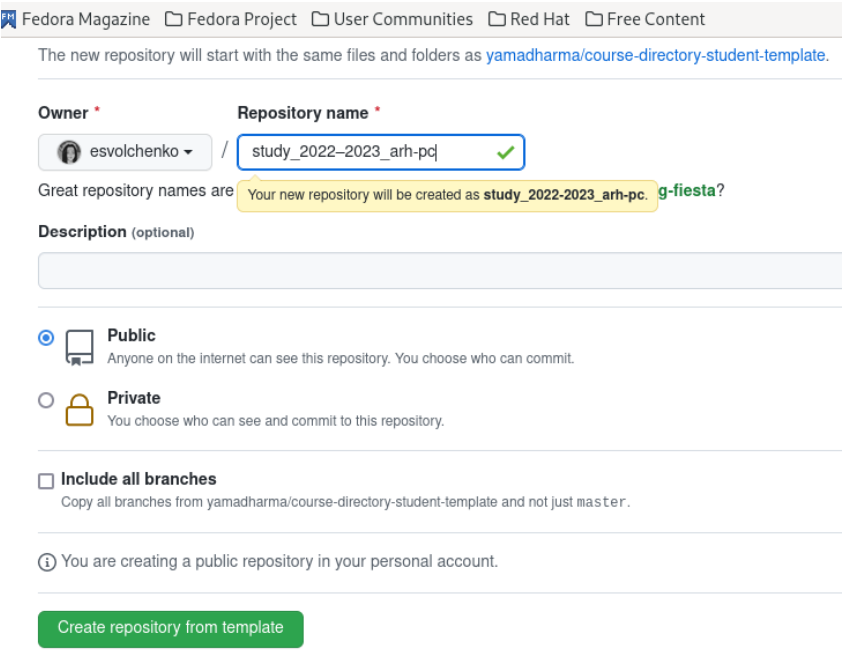 FM Fedora Magazine Fedora Project User Communities Red Hat Free Content
The new repository will start with the same files and folders as yamadharma/course-directory-student-template.
Owner * Repository name *
esvolchenko / study_2022–2023_arh-pc
Great repository names are g-fiesta?
Your new repository will be created as study_2022-2023_arh-pc.
Description (optional)
Public
Anyone on the internet can see this repository. You choose who can commit.
Private
You choose who can see and commit to this repository.
Include all branches
Copy all branches from yamadharma/course-directory-student-template and not just master.
You are creating a public repository in your personal account.
Create repository from template